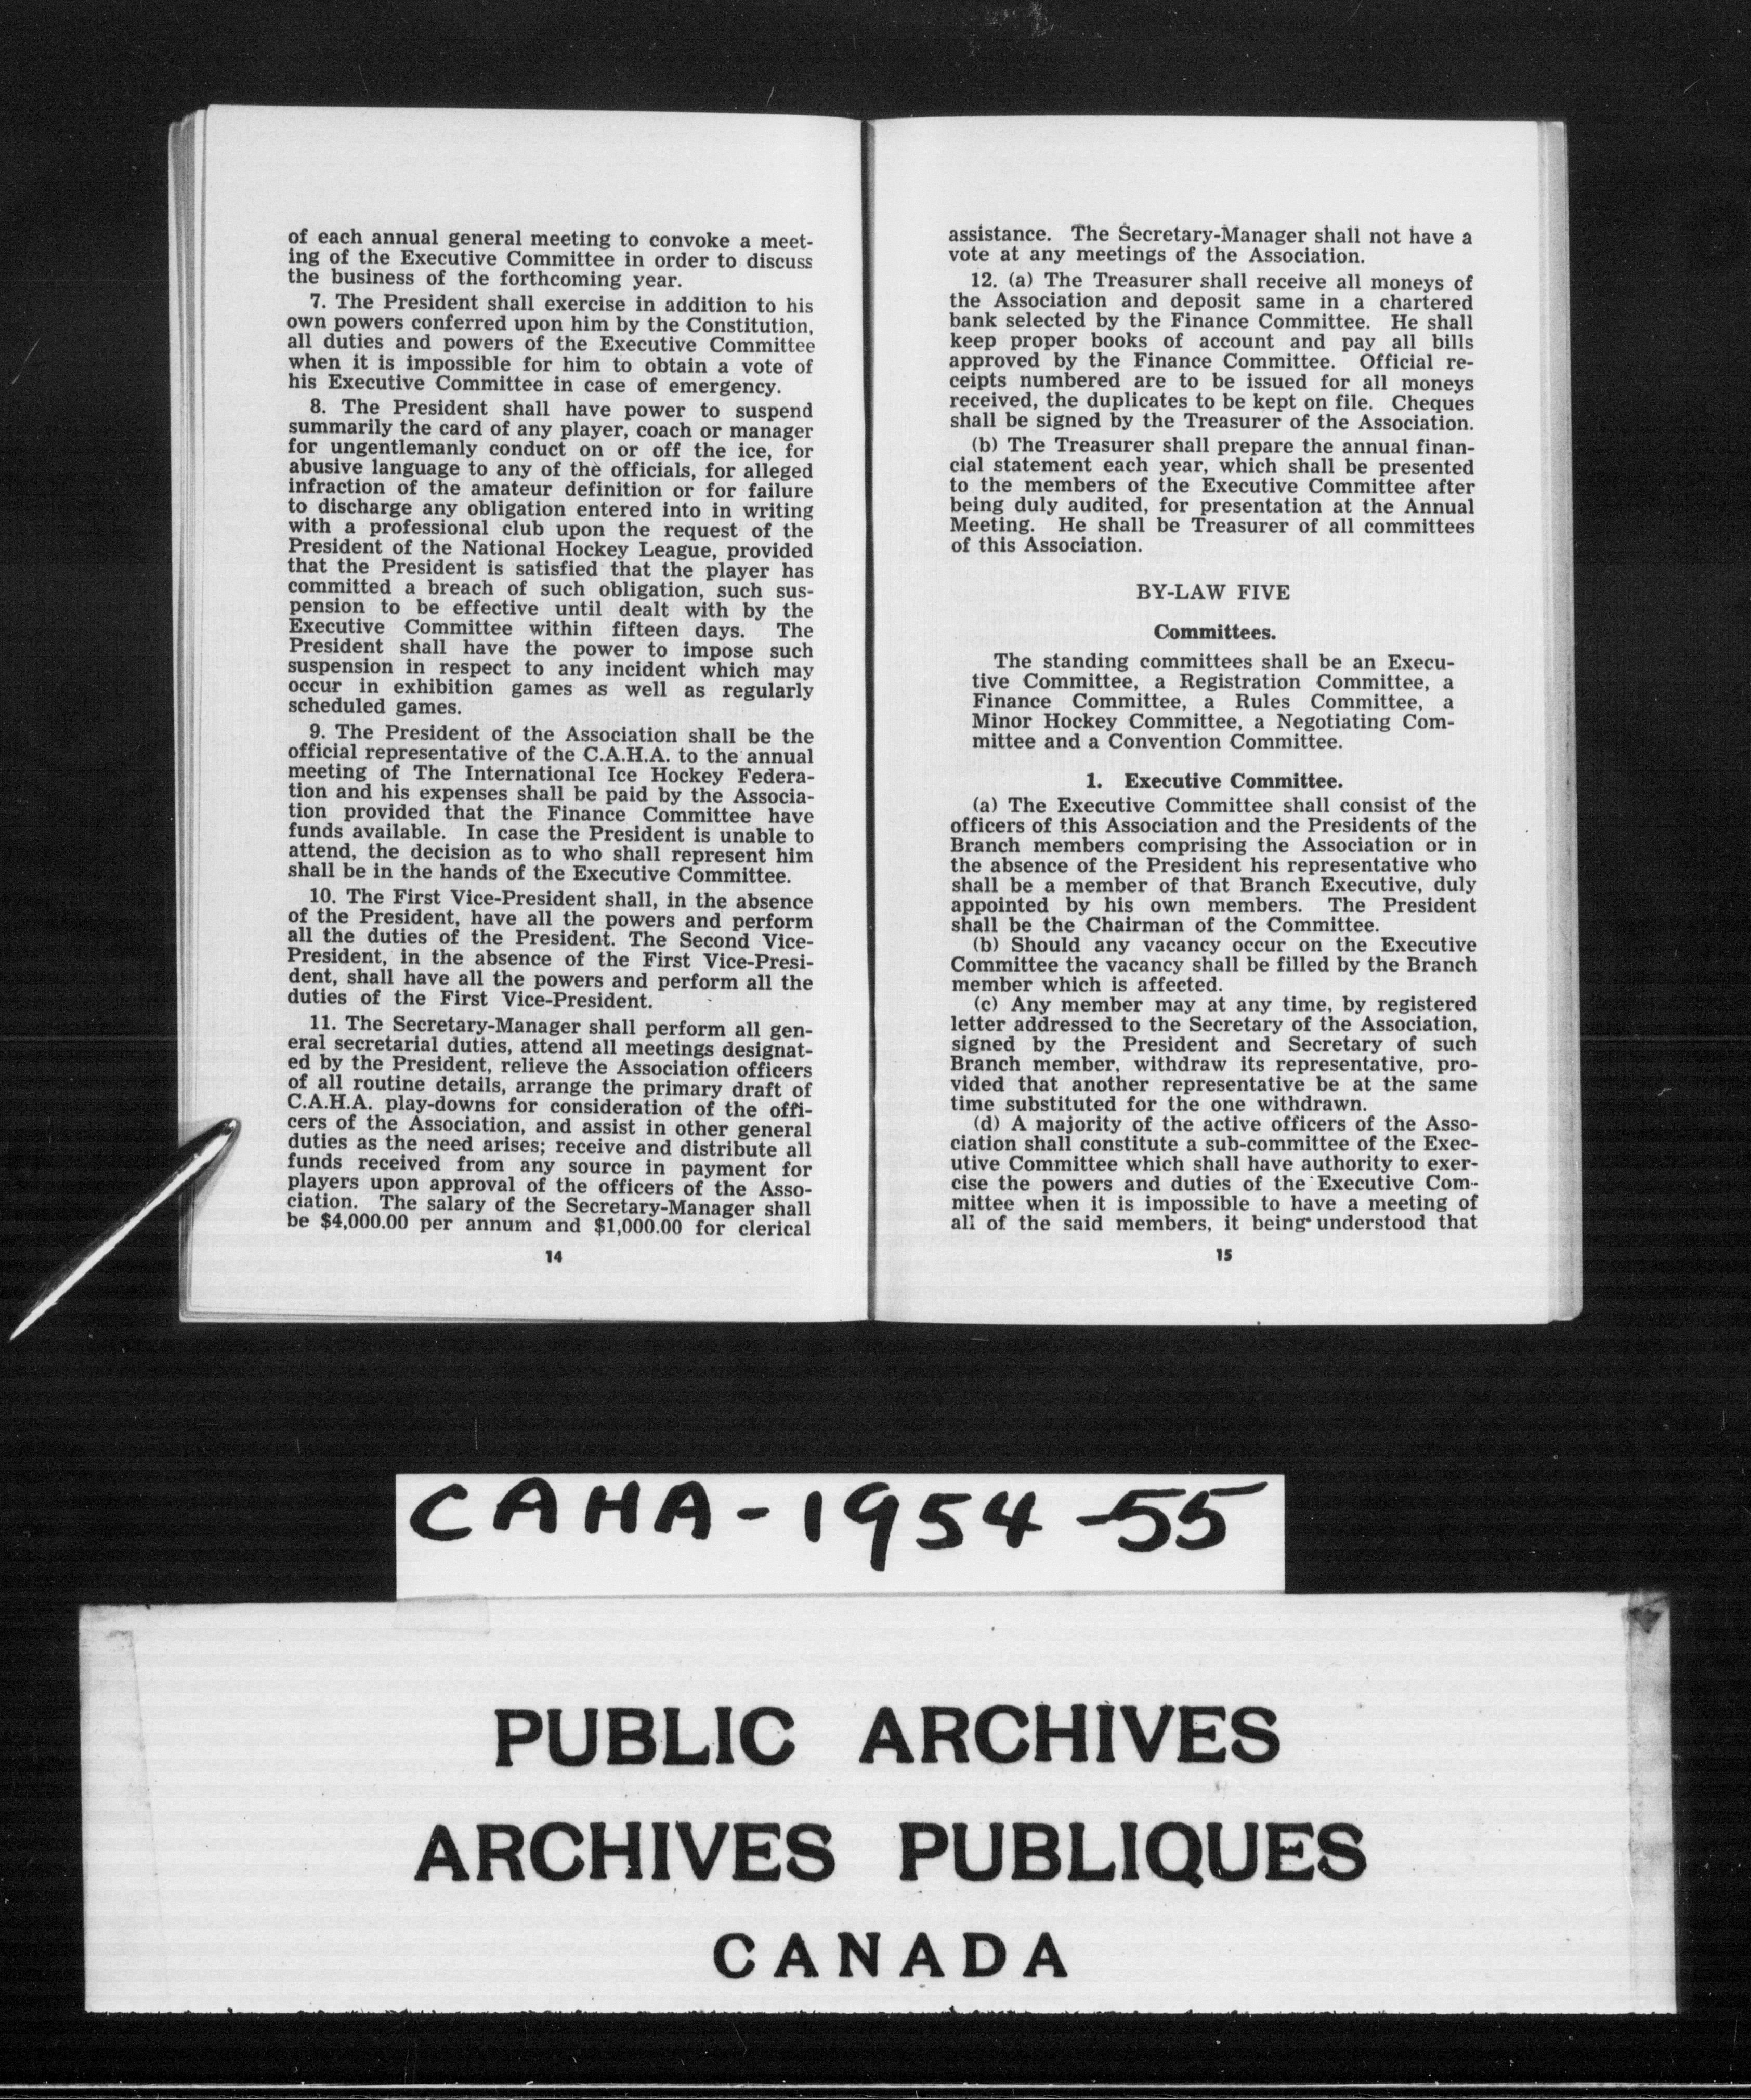 of each annual general meeting to convoke a meet-
ing of the Executive Committee in order to discuss
the business of the forthcoming year.
7. The President shall exercise in addition to his
own powers conferred upon him by the Constitution,
all duties and powers of the Executive Committee
when it is impossible for him to obtain a vote of
his Executive Committee in case of emergency.
8. The President shall have power to suspend
summarily the card of any player, coach or manager
for ungentlemanly conduct on or off the ice, for
abusive language to any of the officials, for alleged
infraction of the amateur definition or for failure
to discharge any obligation entered into in writing
with a professional club upon the request of the
President of the National Hockey League, provided
that the President is satisfied that the player has
committed a breach of such obligation, such sus-
pension to be effective until dealt with by the
Executive Committee within fifteen days. The
President shall have the power to impose such
suspension in respect to any incident which may
occur in exhibition games as well as regularly
scheduled games.
9. The President of the Association shall be the
official representative of the C.A.H.A. to the annual
meeting of The International Ice Hockey Federa-
tion and his expenses shall be paid by the Associa-
tion provided that the Finance Committee have
funds available. In case the President is unable to
attend, the decision as to who shall represent him
shall be in the hands of the Executive Committee.
10. The First Vice-President shall, in the absence
of the President, have all the powers and perform
all the duties of the President. The Second Vice-
President, in the absence of the First Vice-Presi-
dent, shall have all the powers and perform all the
duties of the First Vice-President.
11. The Secretary-Manager shall perform all gen-
eral secretarial duties, attend all meetings designat-
ed by the President, relieve the Association officers
of all routine details, arrange the primary draft of
C.A.H.A. play-downs for consideration of the offi-
cers of the Association, and assist in other general
duties as the need arises; receive and distribute all
funds received from any source in payment for
players upon approval of the officers of the Asso-
ciation. The salary of the Secretary-Manager shall
be $4,000.00 per annum and $1,000.00 for clerical
14
assistance. The Secretary-Manager shall not have a
vote at any meetings of the Association.
12. (a) The Treasurer shall receive all moneys of
the Association and deposit same in a chartered
bank selected by the Finance Committee. He shall
keep proper books of account and pay all bills
approved by the Finance Committee. Official re-
ceipts numbered are to be issued for all moneys
received, the duplicates to be kept on file. Cheques
shall be signed by the Treasurer of the Association.
(b) The Treasurer shall prepare the annual finan-
cial statement each year, which shall be presented
to the members of the Executive Committee after
being duly audited, for presentation at the Annual
Meeting. He shall be Treasurer of all committees
of this Association.
BY-LAW FIVE
Committees.
The standing committees shall be an Execu-
tive Committee, a Registration Committee, a
Finance Committee, a Rules Committee, a
Minor Hockey Committee, a Negotiating Com-
mittee and a Convention Committee.
1. Executive Committee.
(a) The Executive Committee shall consist of the
officers of this Association and the Presidents of the
Branch members comprising the Association or in
the absence of the President his representative who
shall be a member of that Branch Executive, duly
appointed by his own members. The President
shall be the Chairman of the Committee.
(b) Should any vacancy occur on the Executive
Committee the vacancy shall be filled by the Branch
member which is affected.
(c) Any member may at any time, by registered
letter addressed to the Secretary of the Association,
signed by the President and Secretary of such
Branch member, withdraw its representative, pro-
vided that another representative be at the same
time substituted for the one withdrawn.
(d) A majority of the active officers of the Asso-
ciation shall constitute a sub-committee of the Exec-
utive Committee which shall have authority to exer-
cise the powers and duties of the Executive Com-
mittee when it is impossible to have a meeting of
all of the said members, it being understood that
15
CAHA-1954-55
PUBLIC ARCHIVES
ARCHIVES PUBLIQUES
CANADA